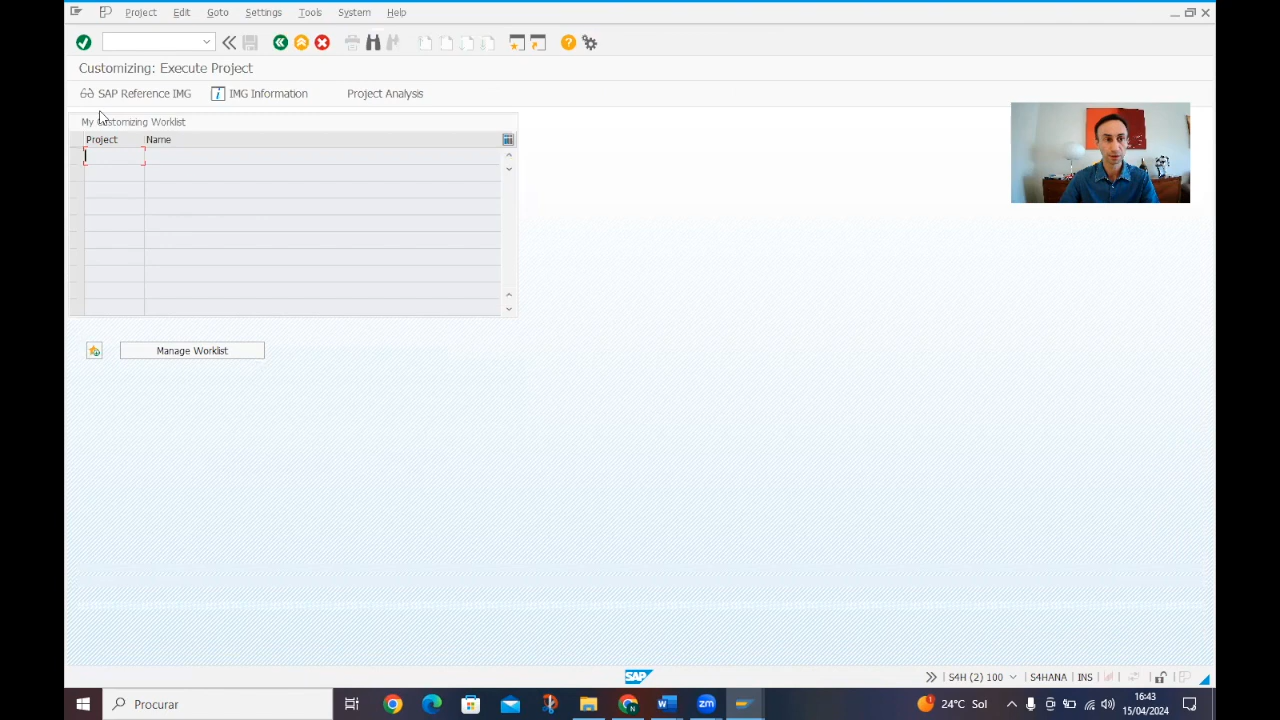 Project Edit Goto Settings Tools System Help
Customizing: Execute Project
SAP Reference IMG IMG Information Project Analysis
My Customizing Worklist
Project Name
Manage Worklist
SAP S4H (2) 100 S4HANA INS
Procurar 24°C Sol 16:43
15/04/2024